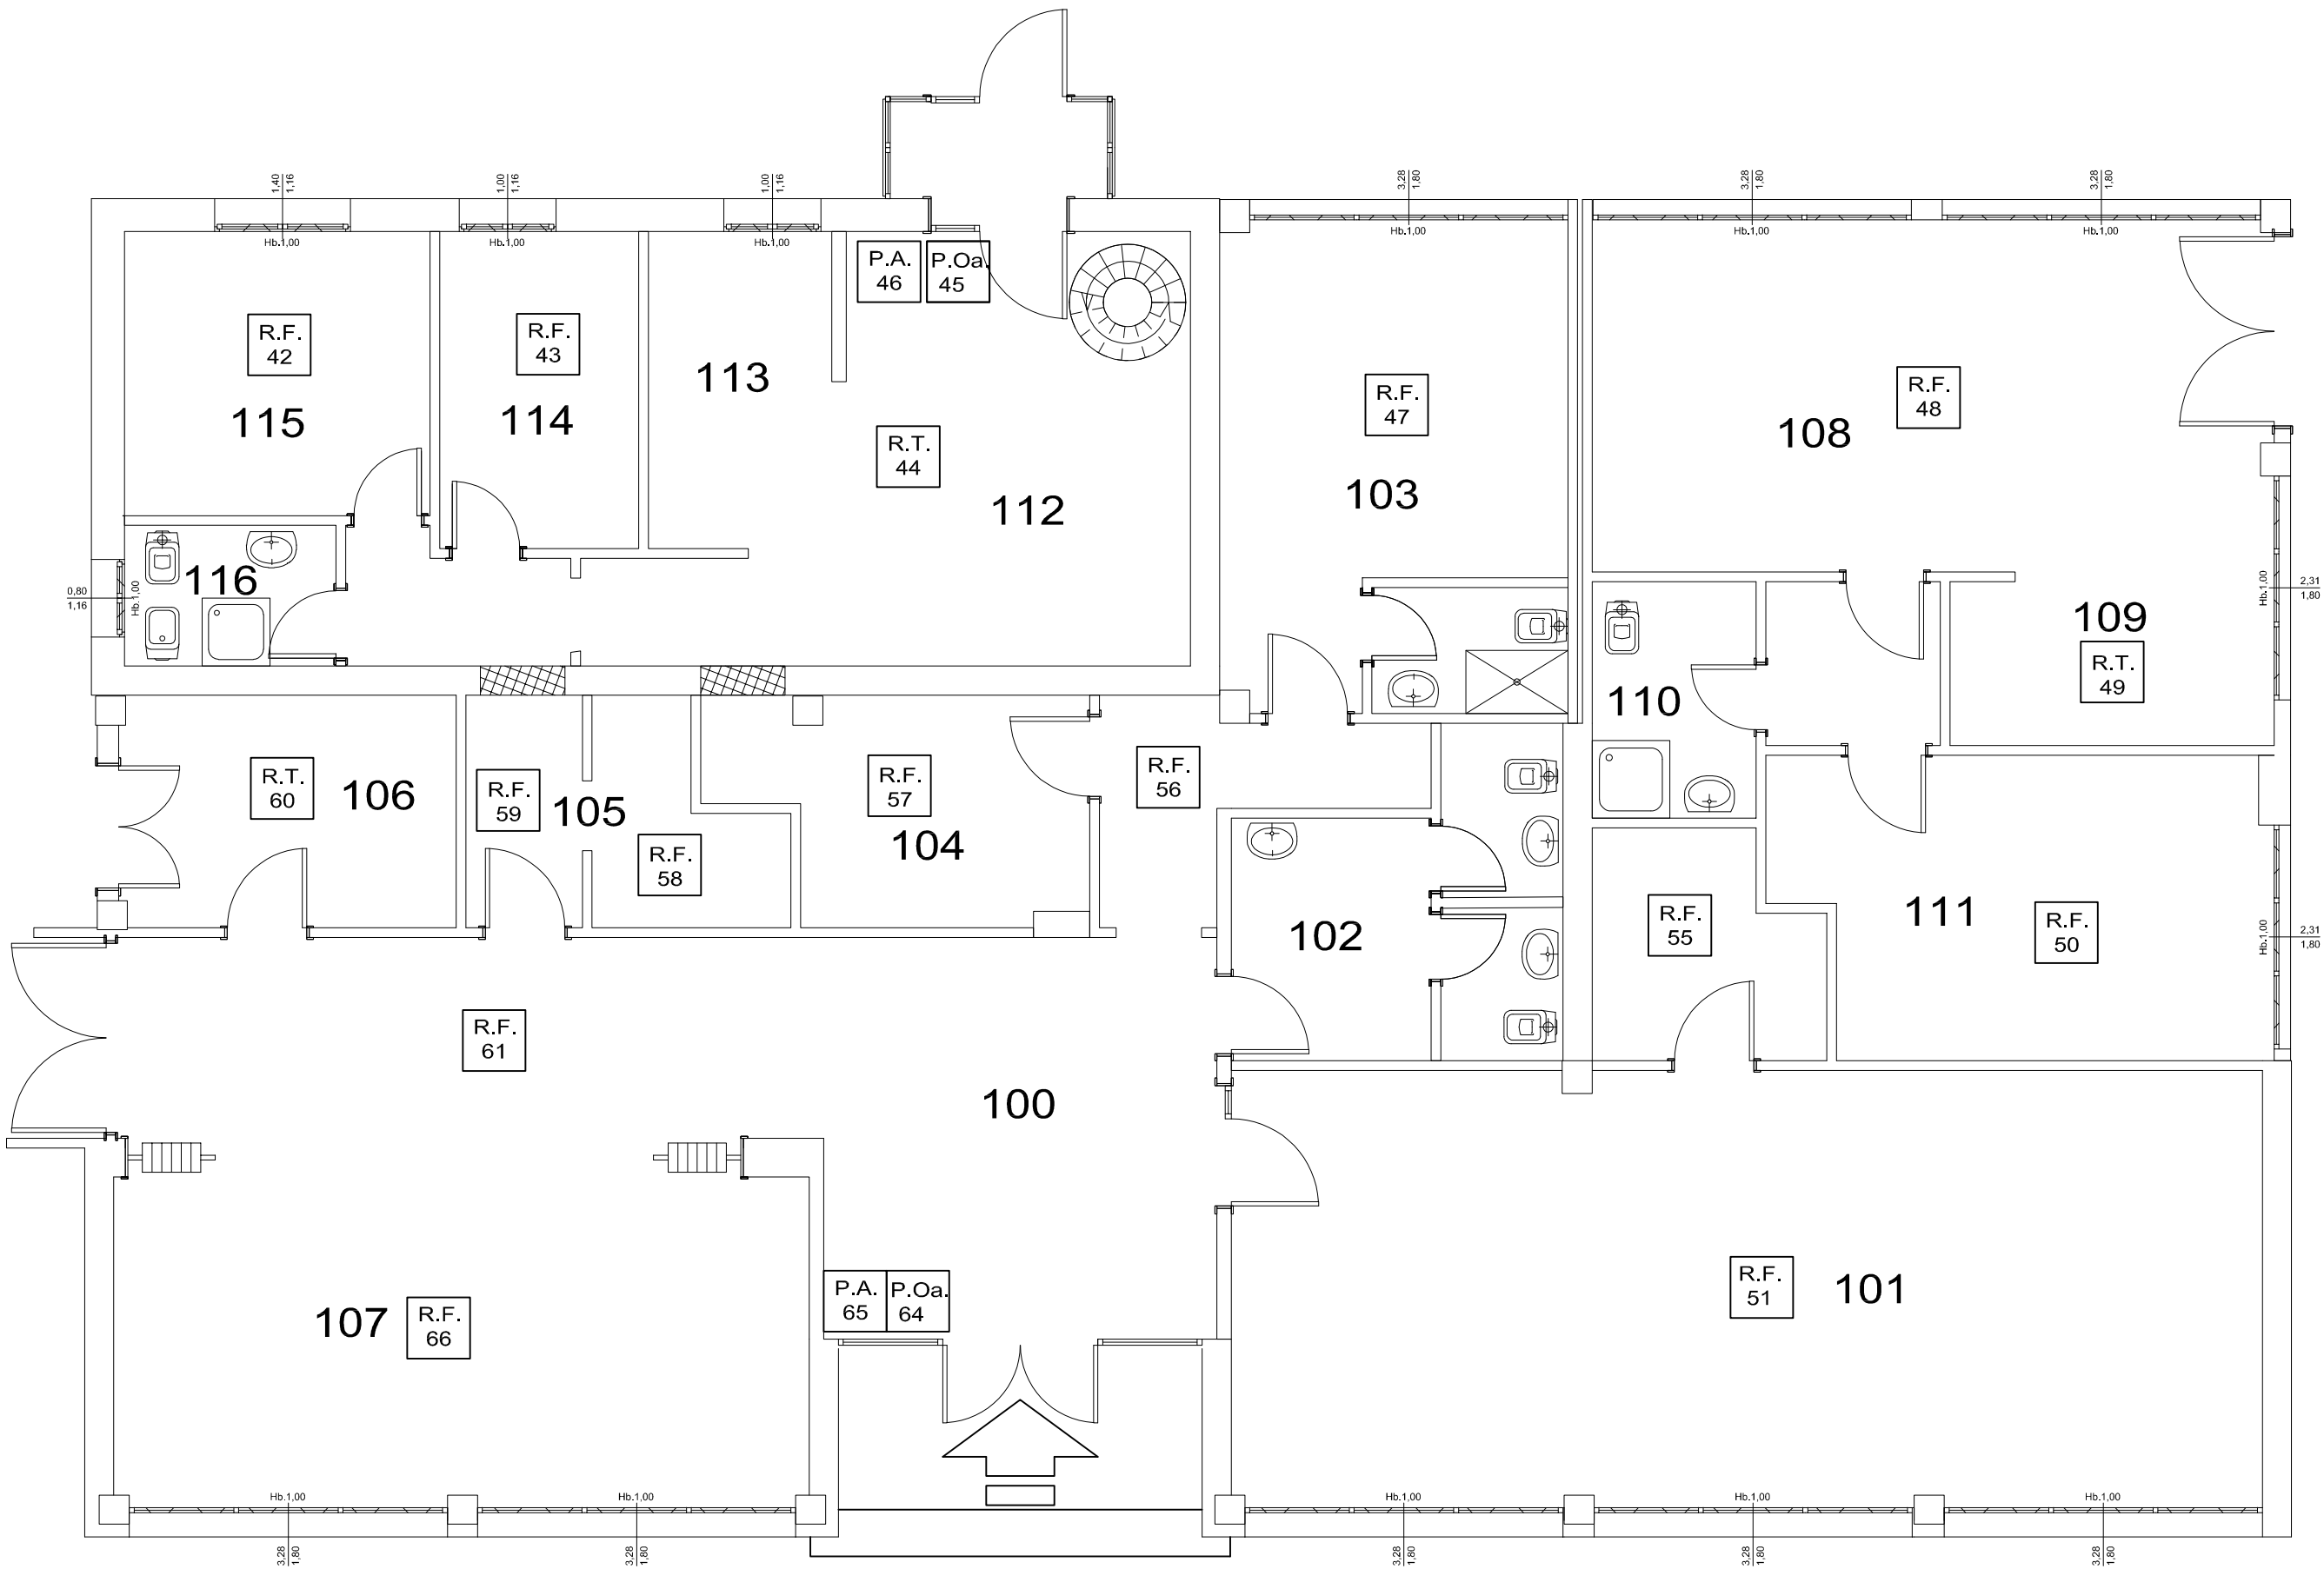 1,40
1,16
1,00
1,16
1,00
1,16
3,28
1,80
3,28
1,80
3,28
1,80
Hb.1,00
Hb.1,00
Hb.1,00
Hb.1,00
Hb.1,00
Hb.1,00
P.A.
46
P.Oa.
45
R.F.
42
R.F.
43
113
R.F.
47
R.F.
48
115
114
108
R.T.
44
103
112
116
0,80
1,16
Hb.1,00
109
Hb.1,00
2,31
1,80
R.T.
49
110
R.T.
60
106
R.F.
59
105
R.F.
57
R.F.
56
104
R.F.
58
102
R.F.
55
111
R.F.
50
Hb.1,00
2,31
1,80
R.F.
61
100
P.A.
65
P.Oa.
64
R.F.
51
101
107
R.F.
66
Hb.1,00
Hb.1,00
Hb.1,00
Hb.1,00
Hb.1,00
3,28
1,80
3,28
1,80
3,28
1,80
3,28
1,80
3,28
1,80